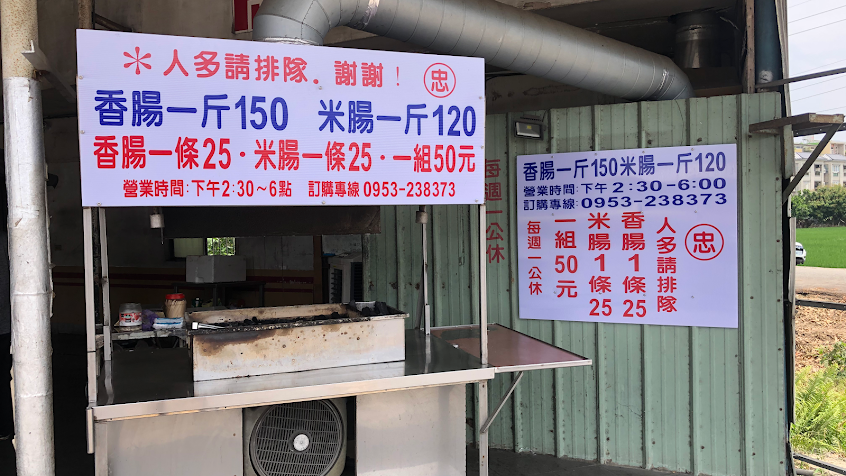 ＊人多請排隊．謝謝！ 忠
香腸一斤150 米腸一斤120
香腸一條25·米腸一條25·一組50元
營業時間：下午2:30~6點 訂購專線 0953-238373
每週一公休
香腸一斤150米腸一斤120
營業時間：下午2:30-6:00
訂購專線：0953-238373
忠
人多請排隊
香腸1條25
米腸1條25
一組50元
每週一公休